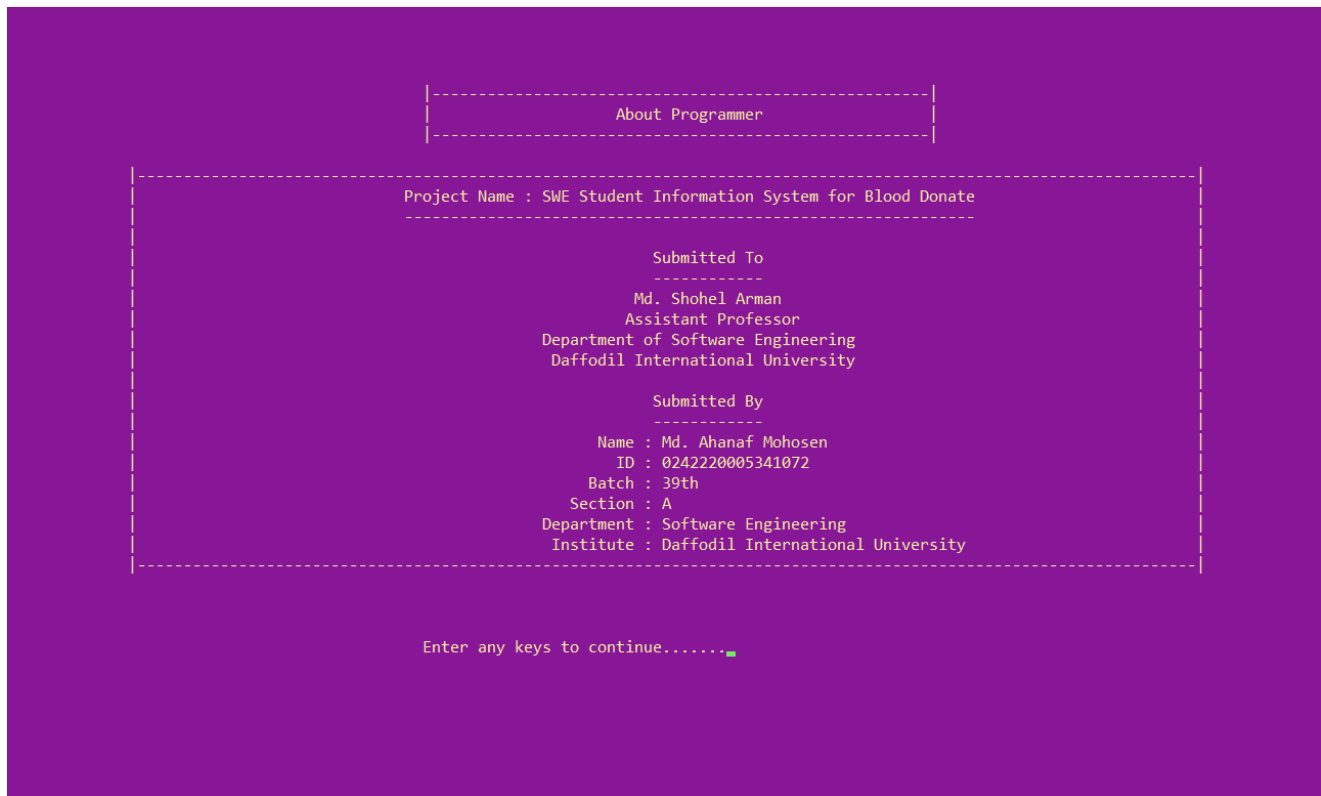 About Programmer
Project Name : SWE Student Information System for Blood Donate
Submitted To
Md. Shohel Arman
Assistant Professor
Department of Software Engineering
Daffodil International University
Submitted By
Name : Md. Ahanaf Mohosen
ID : 0242220005341072
Batch : 39th
Section : A
Department : Software Engineering
Institute : Daffodil International University
Enter any keys to continue.......